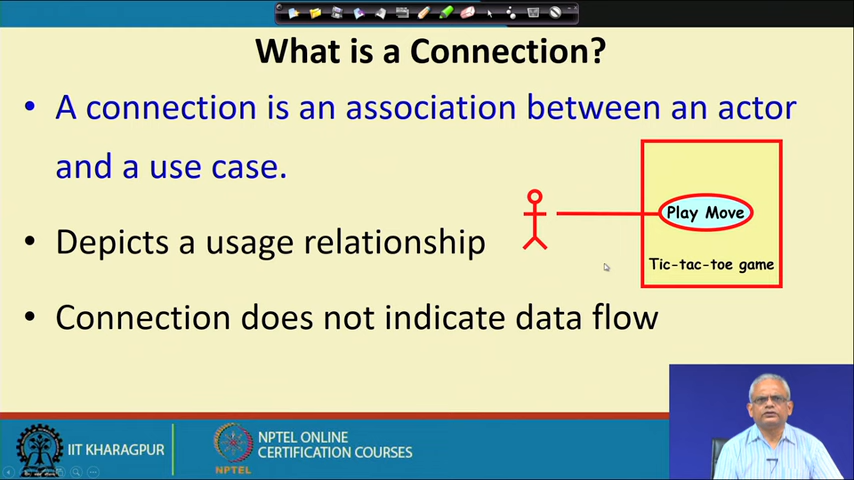 What is a Connection?
• A connection is an association between an actor
and a use case.
• Depicts a usage relationship
• Connection does not indicate data flow
Play Move
Tic-tac-toe game
IIT KHARAGPUR
NPTEL
NPTEL ONLINE
CERTIFICATION COURSES